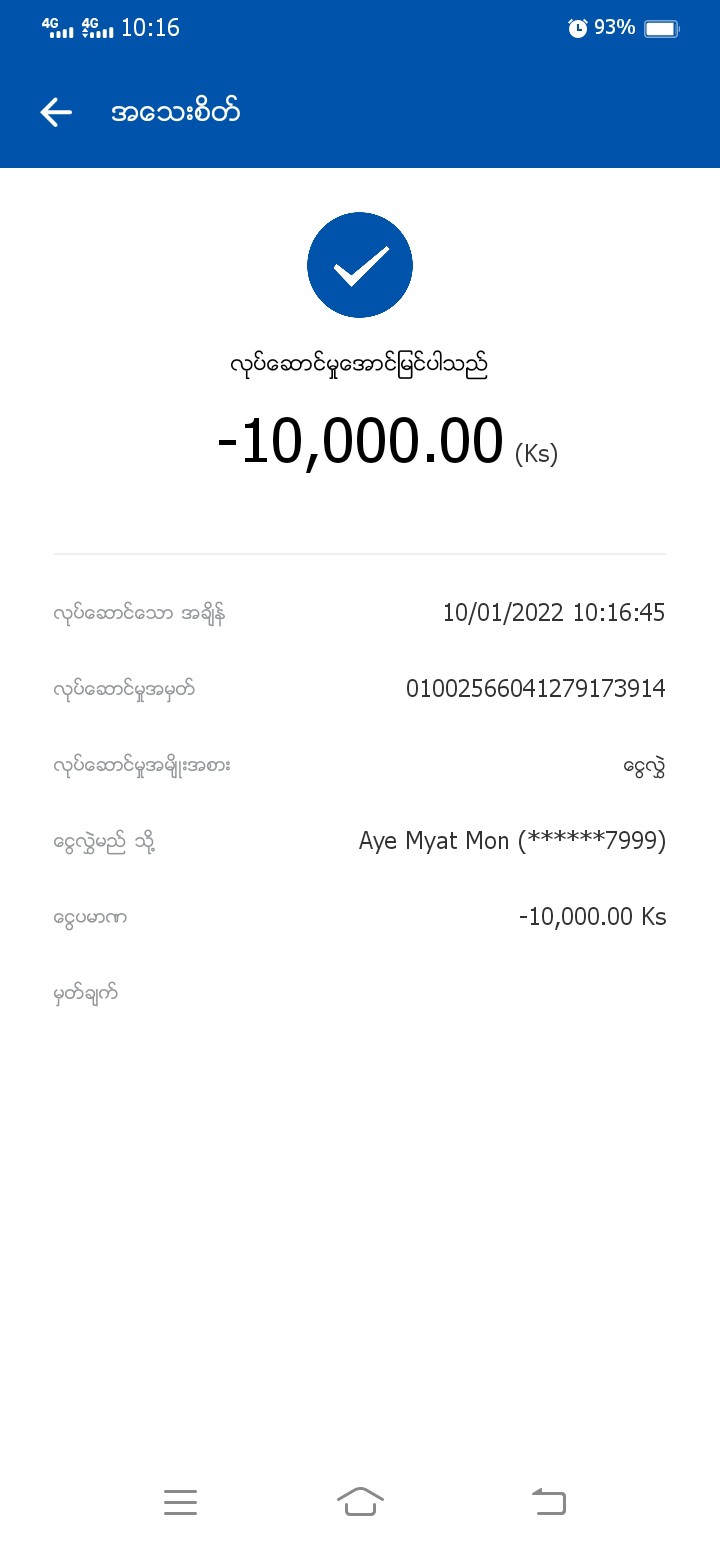 4G 4G 10:16 93%
အသေးစိတ်
လုပ်ဆောင်မှုအောင်မြင်ပါသည်
-10,000.00 (Ks)
လုပ်ဆောင်သော အချိန် 10/01/2022 10:16:45
လုပ်ဆောင်မှုအမှတ် 01002566041279173914
လုပ်ဆောင်မှုအမျိုးအစား ငွေလွှဲ
ငွေလွှဲမည် သို့ Aye Myat Mon (******7999)
ငွေပမာဏ -10,000.00 Ks
မှတ်ချက်